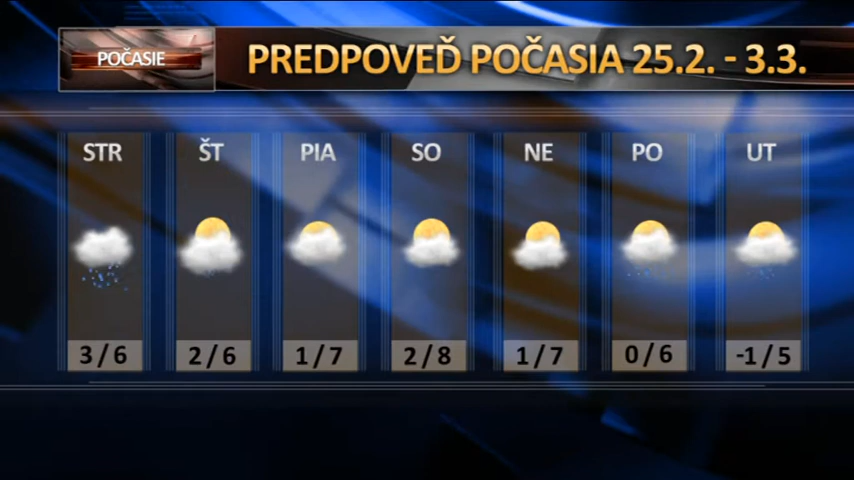 POČASIE
PREDPOVEĎ POČASIA 25.2. - 3.3.
STR ŠT PIA SO NE PO UT
3/6 2/6 1/7 2/8 1/7 0/6 -1/5